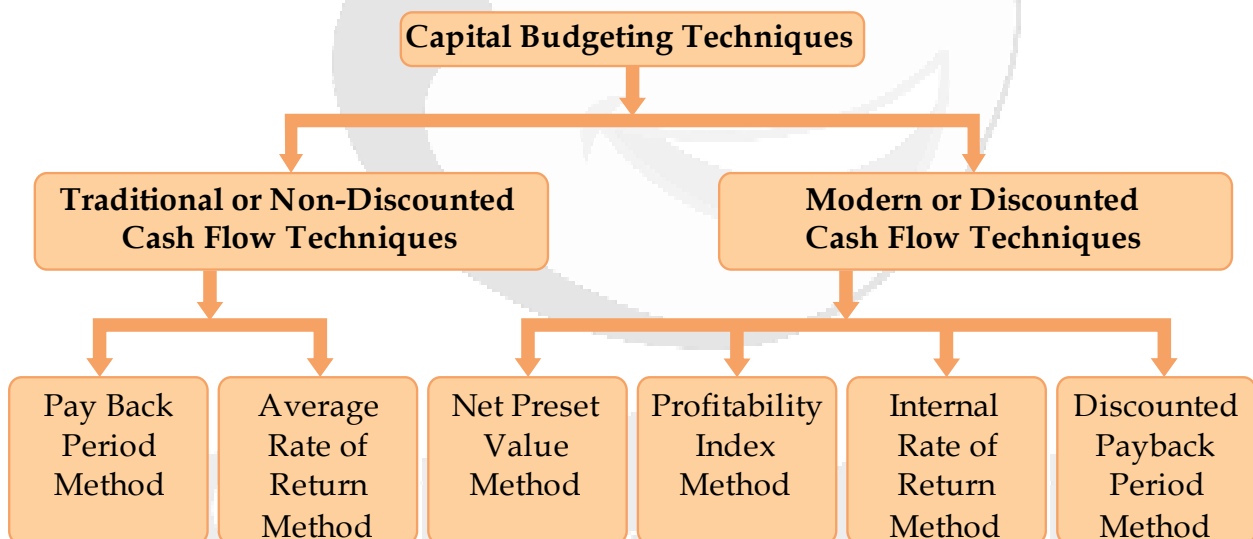 Capital Budgeting Techniques
Traditional or Non-Discounted
Cash Flow Techniques
Modern or Discounted
Cash Flow Techniques
Pay Back
Period
Method
Average
Rate of
Return
Method
Net Preset
Value
Method
Profitability
Index
Method
Internal
Rate of
Return
Method
Discounted
Payback
Period
Method